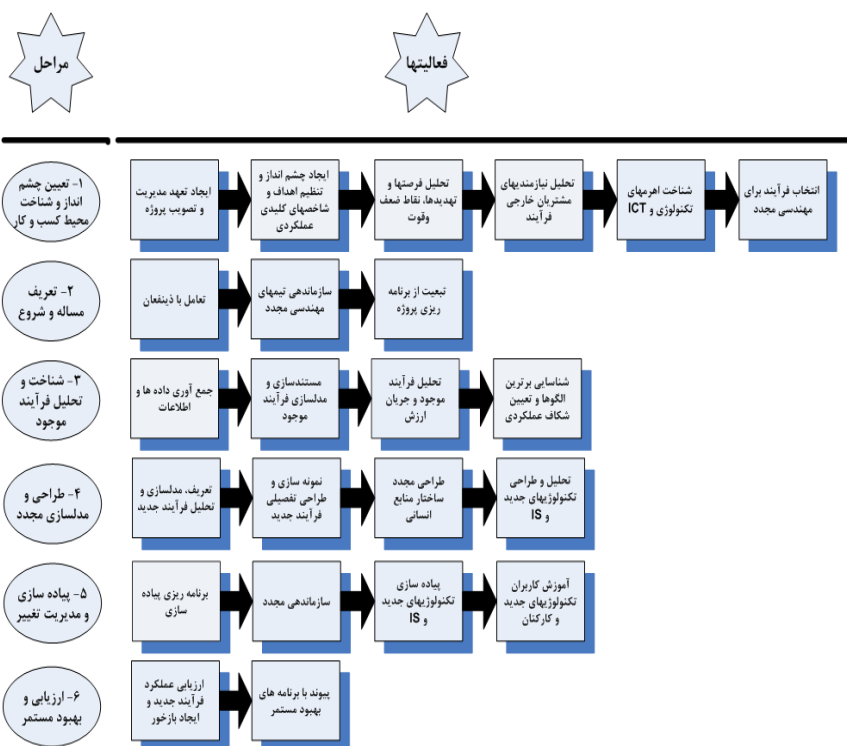 مراحل
فعالیتها
۱- تعیین چشم
انداز و شناخت
محیط کسب و کار
ایجاد تعهد مدیریت
و تصویب پروژه
ایجاد چشم انداز و
تنظیم اهداف و
شاخصهای کلیدی
عملکردی
تحلیل فرصتها و
تهدیدها، نقاط ضعف
وقوت
تحلیل نیازمندیهای
مشتریان خارجی
فرآیند
شناخت اهرمهای
تکنولوژی و ICT
انتخاب فرآیند برای
مهندسی مجدد
۲- تعریف
مساله و شروع
تعامل با ذینفعان
سازماندهی تیمهای
مهندسی مجدد
تبعیت از برنامه
ریزی پروژه
۳- شناخت و
تحلیل فرآیند
موجود
جمع آوری داده ها و
اطلاعات
مستندسازی و
مدلسازی فرآیند
موجود
تحلیل فرآیند
موجود و جریان
ارزش
شناسایی برترین
الگوها و تعیین
شکاف عملکردی
۴- طراحی و
مدلسازی مجدد
تعریف، مدلسازی و
تحلیل فرآیند جدید
نمونه سازی و
طراحی تفصیلی
فرآیند جدید
طراحی مجدد
ساختار منابع
انسانی
تحلیل و طراحی
تکنولوژیهای جدید
و IS
۵- پیاده سازی
و مدیریت تغییر
برنامه ریزی پیاده
سازی
سازماندهی مجدد
پیاده سازی
تکنولوژیهای جدید
و IS
آموزش کاربران
تکنولوژیهای جدید
و کارکنان
۶- ارزیابی و
بهبود مستمر
ارزیابی عملکرد
فرآیند جدید و
ایجاد بازخور
پیوند با برنامه های
بهبود مستمر